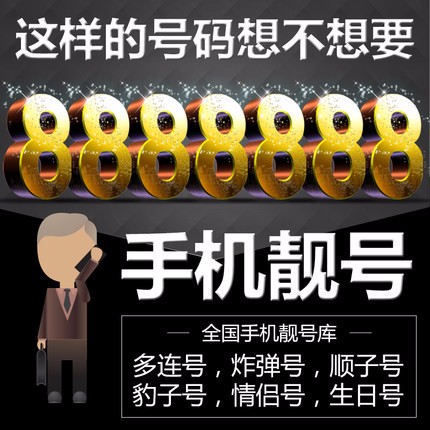 这样的号码想不想要
8888888
手机靓号
全国手机靓号库
多连号，炸弹号，顺子号
豹子号，情侣号，生日号